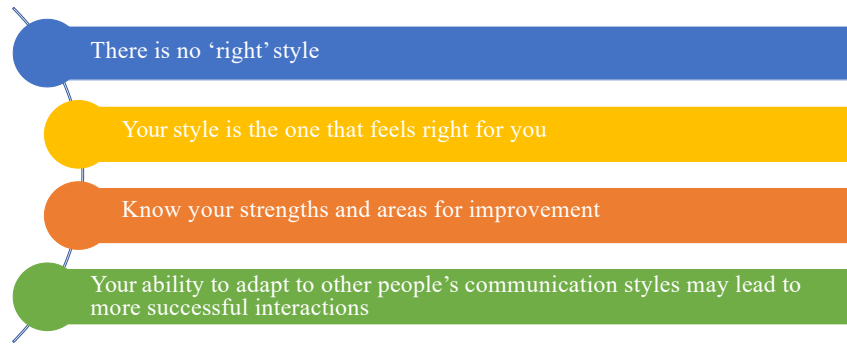 There is no ‘right’ style
Your style is the one that feels right for you
Know your strengths and areas for improvement
Your ability to adapt to other people’s communication styles may lead to
more successful interactions